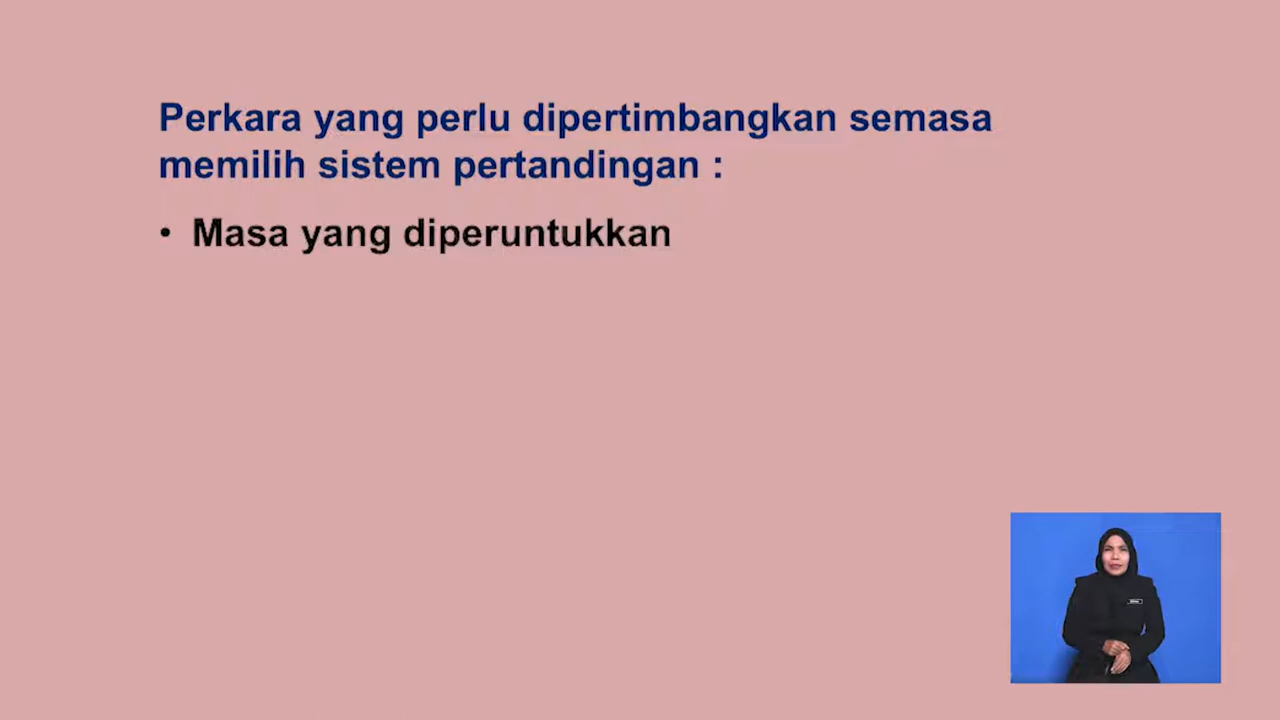 Perkara yang perlu dipertimbangkan semasa
memilih sistem pertandingan :
• Masa yang diperuntukkan